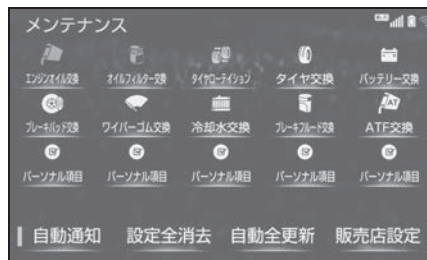 メンテナンス
エンジンオイル交換 オイルフィルター交換 タイヤローテイション タイヤ交換 バッテリー交換
ブレーキパッド交換 ワイパーゴム交換 冷却水交換 ブレーキフルード交換 ATF交換
パーソナル項目 パーソナル項目 パーソナル項目 パーソナル項目 パーソナル項目
自動通知 設定全消去 自動全更新 販売店設定